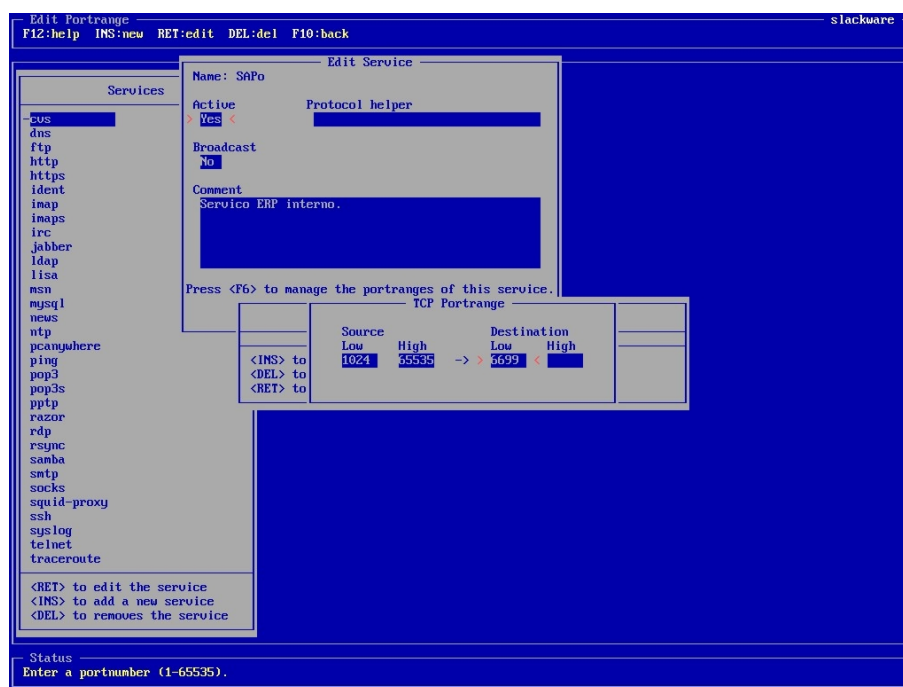 Edit Portrange slackware
F12:help INS:new RET:edit DEL:del F10:back
Edit Service
Name: SAPo
Services
Active Protocol helper
-cvs > Yes <
dns
ftp Broadcast
http No
https
ident Comment
imap Servico ERP interno.
imaps
irc
jabber
ldap
lisa
msn Press <F6> to manage the portranges of this service.
mysql TCP Portrange
news
ntp Source Destination
pcanywhere Low High Low High
ping <INS> to 1024 65535 -> > 6699 <
pop3 <DEL> to
pop3s <RET> to
pptp
razor
rdp
rsync
samba
smtp
socks
squid-proxy
ssh
syslog
telnet
traceroute
<RET> to edit the service
<INS> to add a new service
<DEL> to removes the service
Status
Enter a portnumber (1-65535).